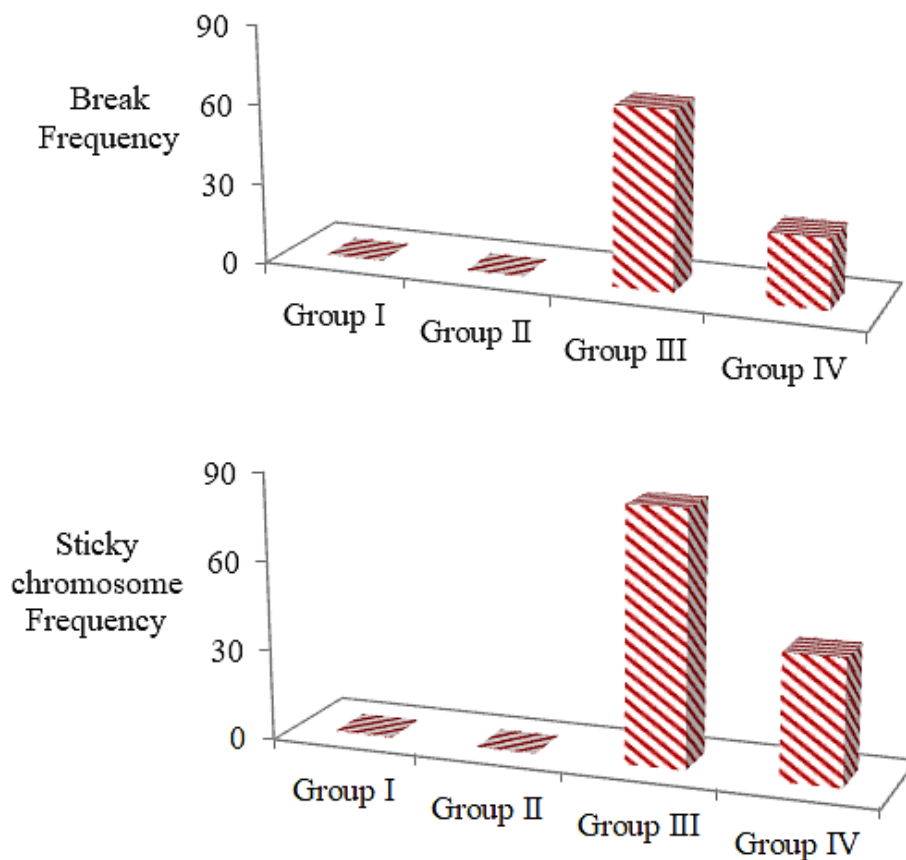 90
Break
Frequency
60
30
0
Group I
Group II
Group III
Group IV
90
Sticky
chromosome
Frequency
60
30
0
Group I
Group II
Group III
Group IV